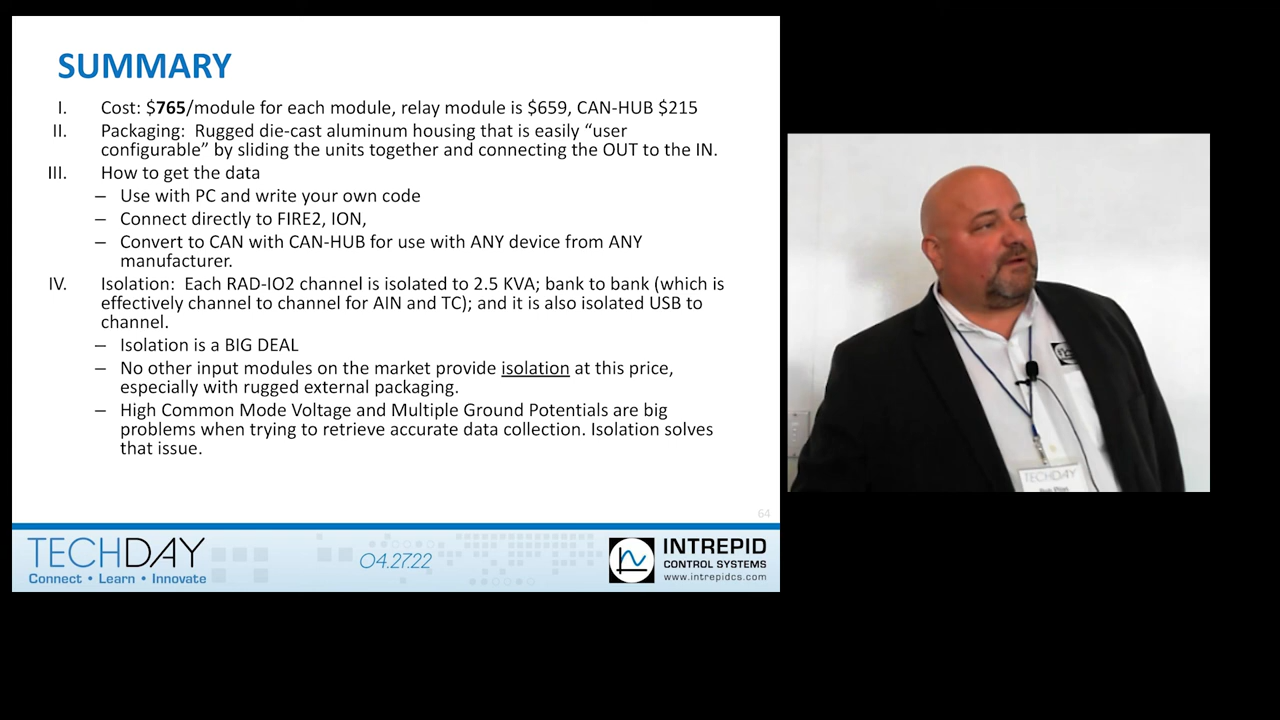 SUMMARY
I. Cost: $765/module for each module, relay module is $659, CAN-HUB $215
II. Packaging: Rugged die-cast aluminum housing that is easily “user
configurable” by sliding the units together and connecting the OUT to the IN.
III. How to get the data
– Use with PC and write your own code
– Connect directly to FIRE2, ION,
– Convert to CAN with CAN-HUB for use with ANY device from ANY
manufacturer.
IV. Isolation: Each RAD-IO2 channel is isolated to 2.5 KVA; bank to bank (which is
effectively channel to channel for AIN and TC); and it is also isolated USB to
channel.
– Isolation is a BIG DEAL
– No other input modules on the market provide isolation at this price,
especially with rugged external packaging.
– High Common Mode Voltage and Multiple Ground Potentials are big
problems when trying to retrieve accurate data collection. Isolation solves
that issue.
64
TECHDAY
Connect • Learn • Innovate
04.27.22
INTREPID
CONTROL SYSTEMS
www.intrepidcs.com
TECHDAY